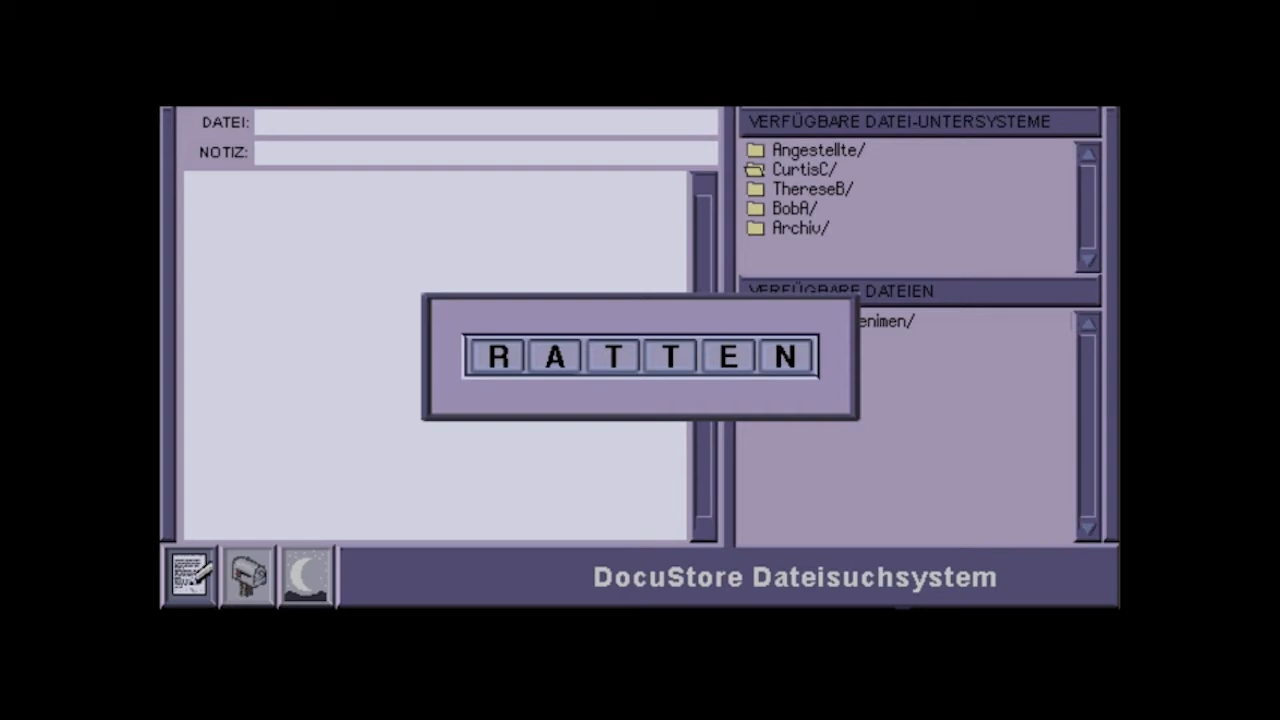 DATEI:
NOTIZ:
VERFÜGBARE DATEI-UNTERSYSTEME
Angestellte/
CurtisC/
ThereseB/
BobA/
Archiv/
VERFÜGBARE DATEIEN
RATTEN
DocuStore Dateisuchsystem